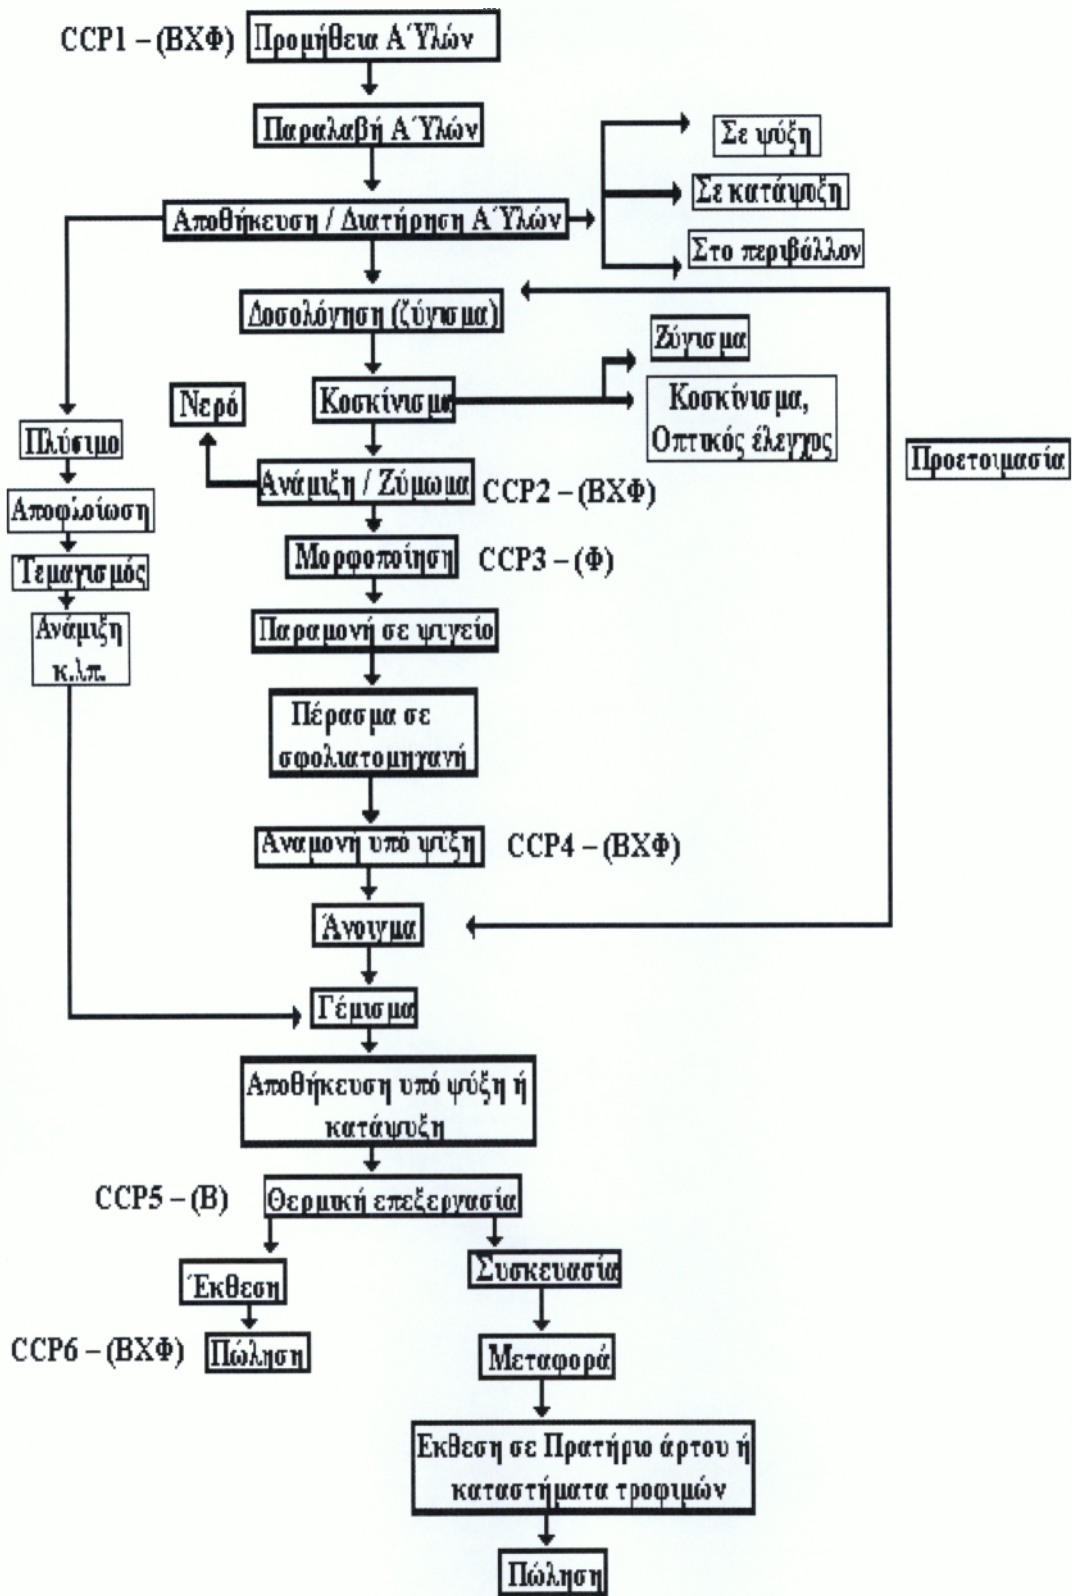 CCP1 – (ΒΧΦ) Προμήθεια Α΄Υλών
Παραλαβή Α΄Υλών
Σε ψύξη
Σε κατάψυξη
Αποθήκευση / Διατήρηση Α΄Υλών
Στο περιβάλλον
Δοσολόγηση (ζύγισμα)
Ζύγισμα
Νερό
Κοσκίνισμα
Κοσκίνισμα,
Οπτικός έλεγχος
Πλύσιμο
Προετοιμασία
Ανάμιξη / Ζύμωμα CCP2 – (ΒΧΦ)
Αποφλοίωση
Μορφοποίηση CCP3 – (Φ)
Τεμαχισμός
Παραμονή σε ψυγείο
Ανάμιξη
κ.λπ.
Πέρασμα σε
σφολιατομηχανή
Αναμονή υπό ψύξη CCP4 – (ΒΧΦ)
Άνοιγμα
Γέμισμα
Αποθήκευση υπό ψύξη ή
κατάψυξη
CCP5 – (Β) Θερμική επεξεργασία
Έκθεση
Συσκευασία
CCP6 – (ΒΧΦ) Πώληση
Μεταφορά
Εκθεση σε Πρατήριο άρτου ή
καταστήματα τροφιμών
Πώληση